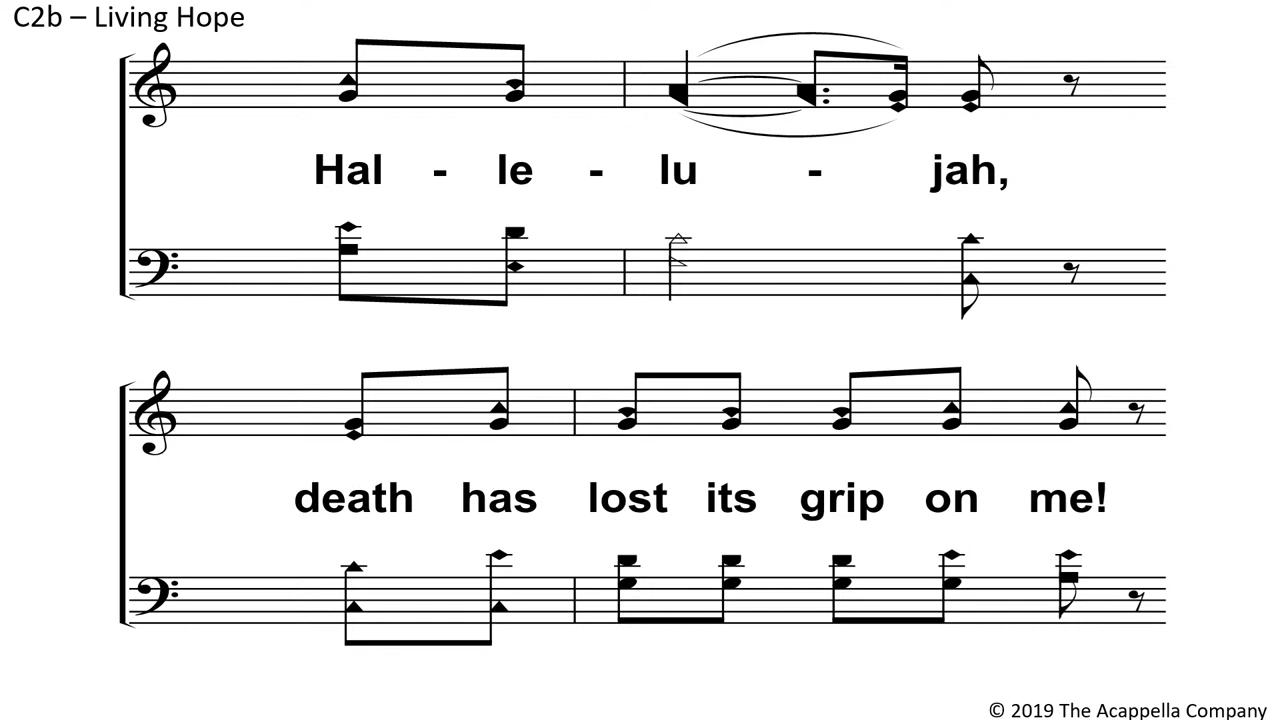 C2b – Living Hope
Hal - le - lu - jah,
death has lost its grip on me!
© 2019 The Acappella Company